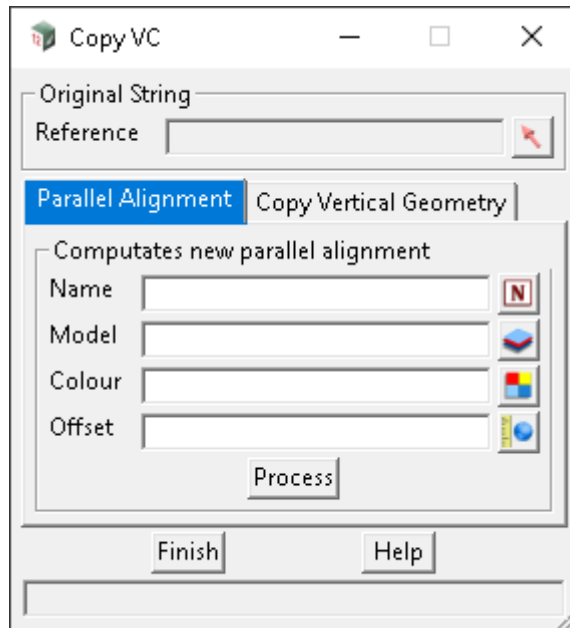 Copy VC
Original String
Reference
Parallel Alignment Copy Vertical Geometry
Computates new parallel alignment
Name N
Model
Colour
Offset
Process
Finish Help